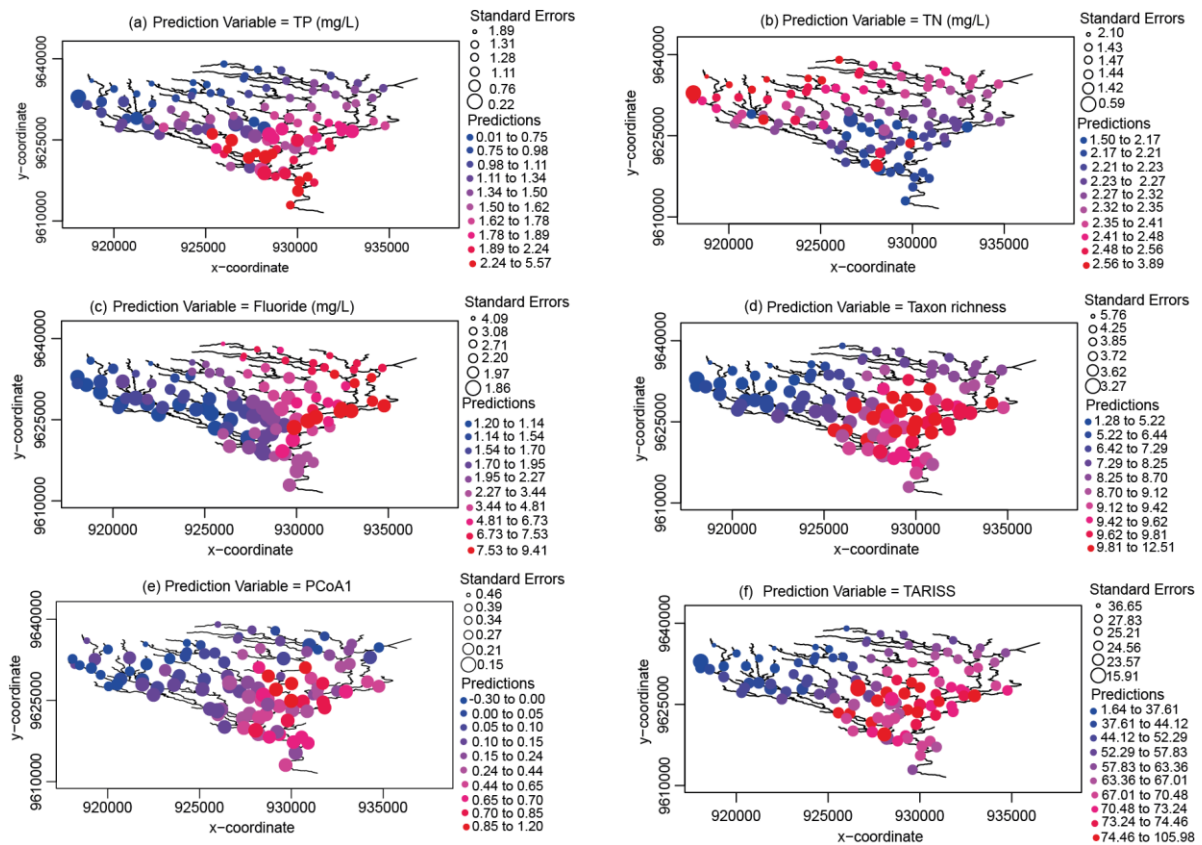 (a) Prediction Variable = TP (mg/L)
Standard Errors
1.89
1.31
1.28
1.11
0.76
0.22
Predictions
0.01 to 0.75
0.75 to 0.98
0.98 to 1.11
1.11 to 1.34
1.34 to 1.50
1.50 to 1.62
1.62 to 1.78
1.78 to 1.89
1.89 to 2.24
2.24 to 5.57
y-coordinate
9640000
9625000
9610000
920000 925000 930000 935000
x-coordinate
(b) Prediction Variable = TN (mg/L)
Standard Errors
2.10
1.43
1.47
1.44
1.42
0.59
Predictions
1.50 to 2.17
2.17 to 2.21
2.21 to 2.23
2.23 to 2.27
2.27 to 2.32
2.32 to 2.35
2.35 to 2.41
2.41 to 2.48
2.48 to 2.56
2.56 to 3.89
y-coordinate
9640000
9625000
9610000
920000 925000 930000 935000
x-coordinate
(c) Prediction Variable = Fluoride (mg/L)
Standard Errors
4.09
3.08
2.71
2.20
1.97
1.86
Predictions
1.20 to 1.14
1.14 to 1.54
1.54 to 1.70
1.70 to 1.95
1.95 to 2.27
2.27 to 3.44
3.44 to 4.81
4.81 to 6.73
6.73 to 7.53
7.53 to 9.41
y-coordinate
9640000
9625000
9610000
920000 925000 930000 935000
x-coordinate
(d) Prediction Variable = Taxon richness
Standard Errors
5.76
4.25
3.85
3.72
3.62
3.27
Predictions
1.28 to 5.22
5.22 to 6.44
6.42 to 7.29
7.29 to 8.25
8.25 to 8.70
8.70 to 9.12
9.12 to 9.42
9.42 to 9.62
9.62 to 9.81
9.81 to 12.51
y-coordinate
9640000
9625000
9610000
920000 925000 930000 935000
x-coordinate
(e) Prediction Variable = PCoA1
Standard Errors
0.46
0.39
0.34
0.27
0.21
0.15
Predictions
-0.30 to 0.00
0.00 to 0.05
0.05 to 0.10
0.10 to 0.15
0.15 to 0.24
0.24 to 0.44
0.44 to 0.65
0.65 to 0.70
0.70 to 0.85
0.85 to 1.20
y-coordinate
9640000
9625000
9610000
920000 925000 930000 935000
x-coordinate
(f) Prediction Variable = TARISS
Standard Errors
36.65
27.83
25.21
24.56
23.57
15.91
Predictions
1.64 to 37.61
37.61 to 44.12
44.12 to 52.29
52.29 to 57.83
57.83 to 63.36
63.36 to 67.01
67.01 to 70.48
70.48 to 73.24
73.24 to 74.46
74.46 to 105.98
y-coordinate
9640000
9625000
9610000
920000 925000 930000 935000
x-coordinate